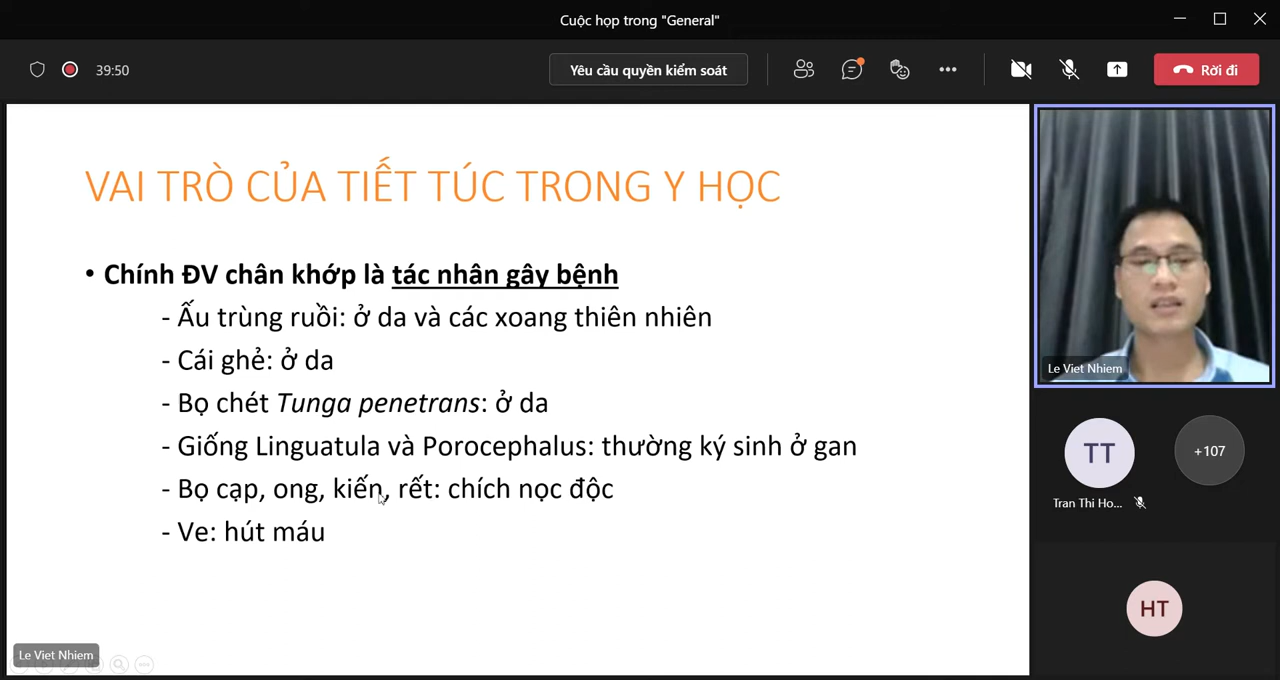 Cuộc họp trong "General"
39:50
Yêu cầu quyền kiểm soát
Rời đi
VAI TRÒ CỦA TIẾT TÚC TRONG Y HỌC
• Chính ĐV chân khớp là tác nhân gây bệnh
- Ấu trùng ruồi: ở da và các xoang thiên nhiên
- Cái ghẻ: ở da
- Bọ chét Tunga penetrans: ở da
- Giống Linguatula và Porocephalus: thường ký sinh ở gan
- Bọ cạp, ong, kiến, rết: chích nọc độc
- Ve: hút máu
Le Viet Nhiem
Le Viet Nhiem
TT
+107
Tran Thi Ho...
HT